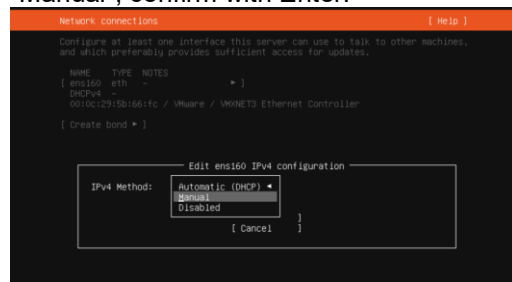 "Manual", confirm with Enter.
Network connections [ Help ]
Configure at least one interface this server can use to talk to other machines,
and which preferably provides sufficient access for updates.
NAME TYPE NOTES
[ ens160 eth - ▸ ]
DHCPv4 -
00:0c:29:5b:66:fc / VMware / VMXNET3 Ethernet Controller
[ Create bond ▸ ]
Edit ens160 IPv4 configuration
IPv4 Method: Automatic (DHCP) ◂
Manual
Disabled
]
[ Cancel ]